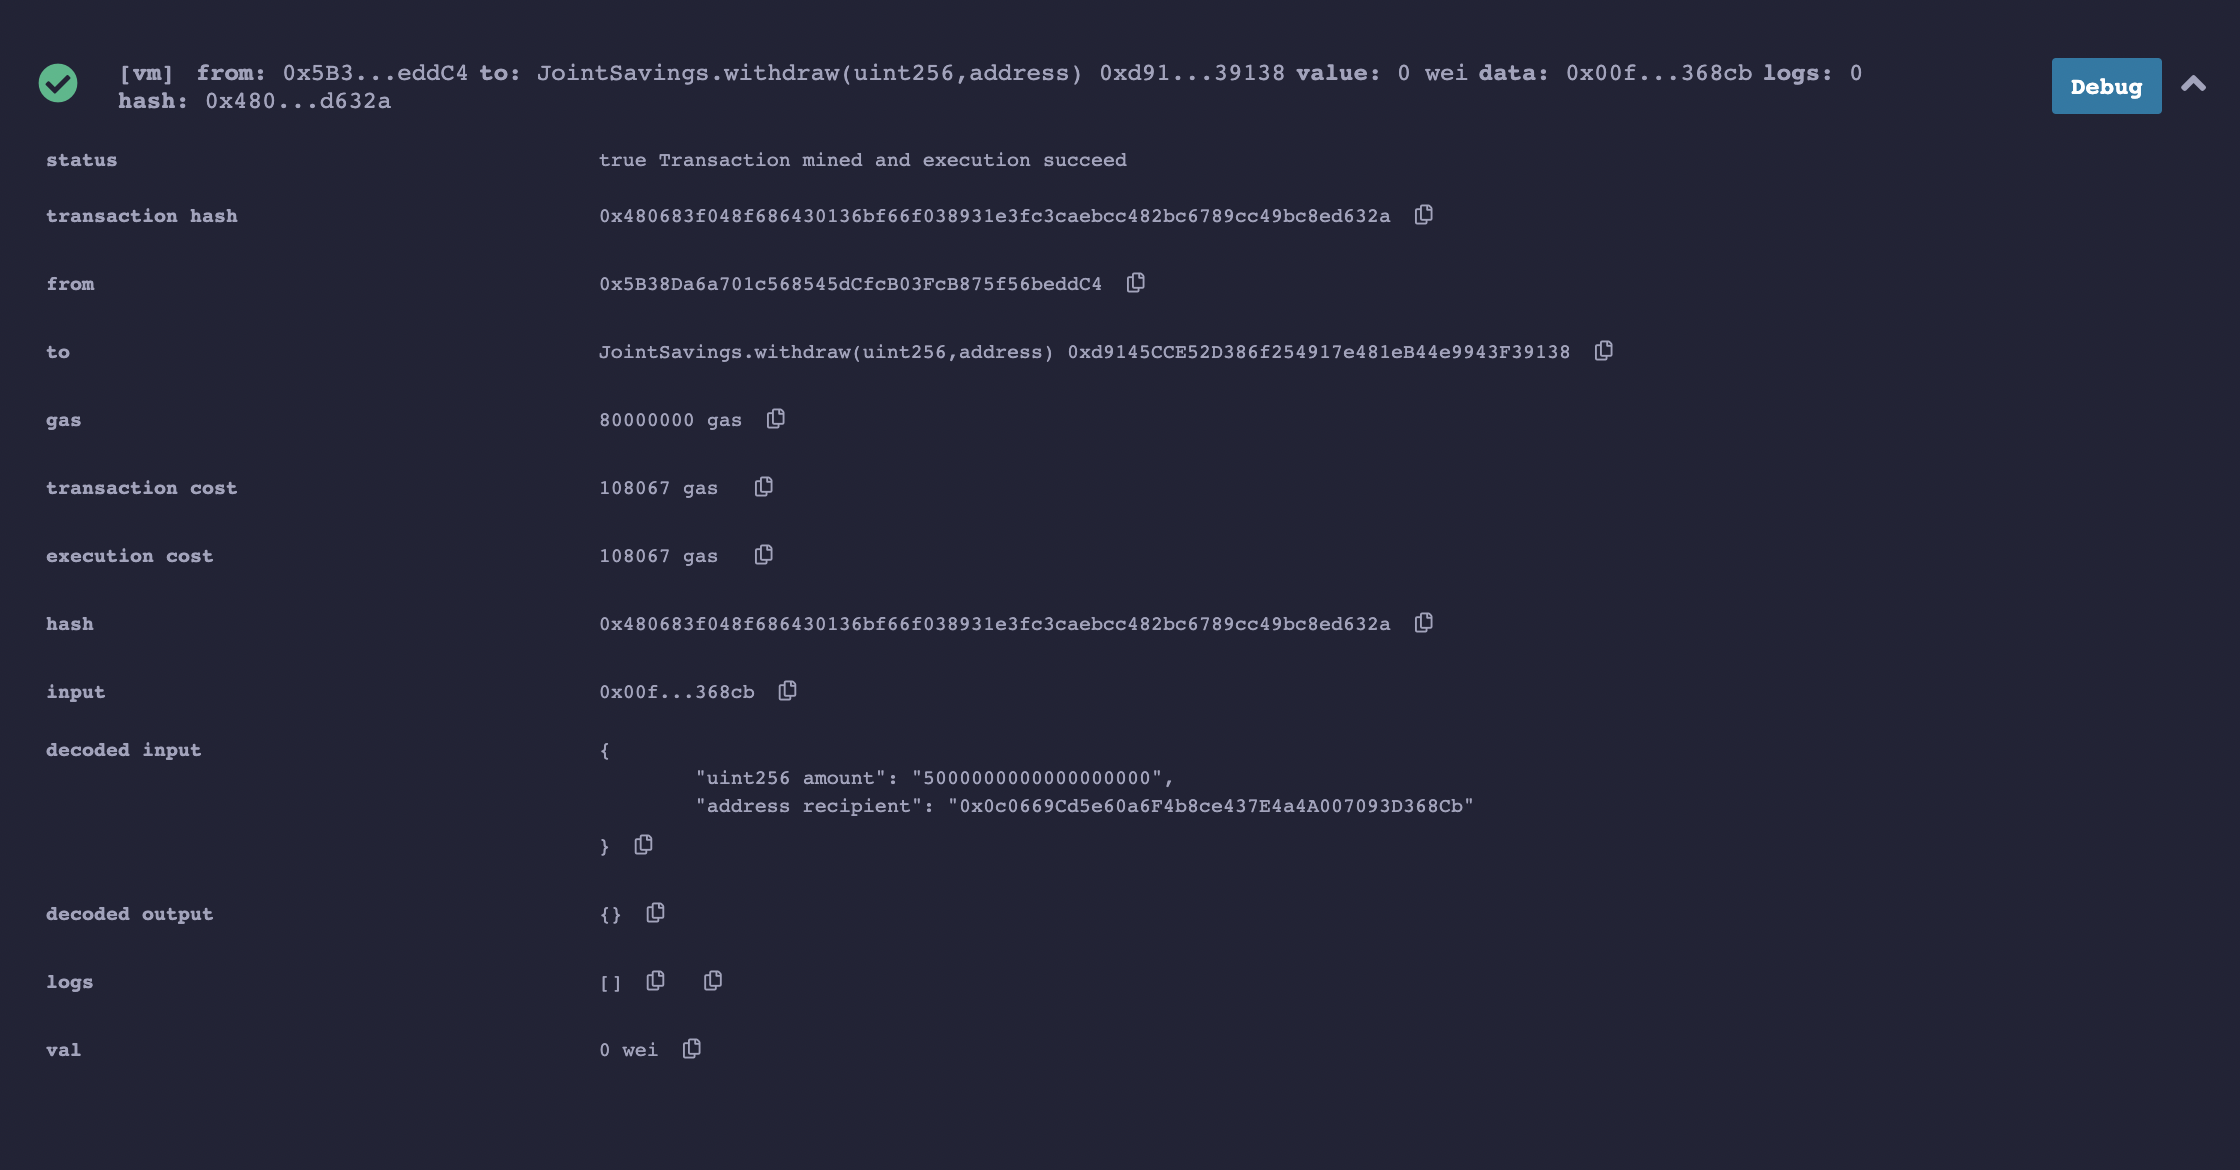 [vm] from: 0x5B3...eddC4 to: JointSavings.withdraw(uint256,address) 0xd91...39138 value: 0 wei data: 0x00f...368cb logs: 0
hash: 0x480...d632a
Debug
status true Transaction mined and execution succeed
transaction hash 0x480683f048f686430136bf66f038931e3fc3caebcc482bc6789cc49bc8ed632a
from 0x5B38Da6a701c568545dCfcB03FcB875f56beddC4
to JointSavings.withdraw(uint256,address) 0xd9145CCE52D386f254917e481eB44e9943F39138
gas 80000000 gas
transaction cost 108067 gas
execution cost 108067 gas
hash 0x480683f048f686430136bf66f038931e3fc3caebcc482bc6789cc49bc8ed632a
input 0x00f...368cb
decoded input {
"uint256 amount": "5000000000000000000",
"address recipient": "0x0c0669Cd5e60a6F4b8ce437E4a4A007093D368Cb"
}
decoded output {}
logs []
val 0 wei